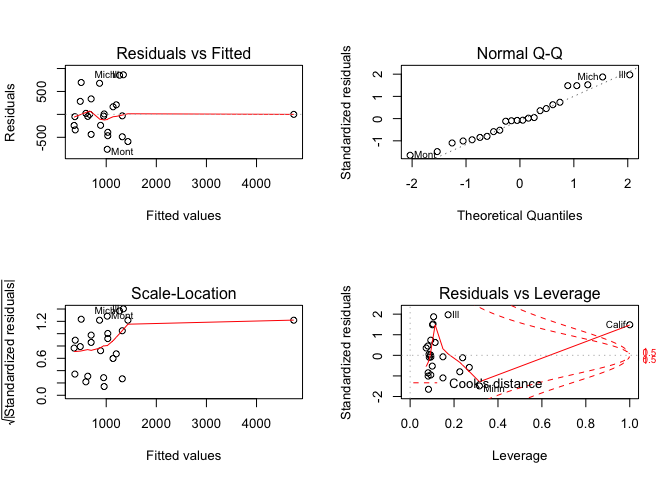 Residuals vs Fitted
Residuals
500
-500
Mich
Ill
Mont
1000 2000 3000 4000
Fitted values
Normal Q-Q
Standardized residuals
2
1
-1
Mich
Ill
Mont
-2 -1 0 1 2
Theoretical Quantiles
Scale-Location
√|Standardized residuals|
1.2
0.6
0.0
Mich
Ill
Mont
1000 2000 3000 4000
Fitted values
Residuals vs Leverage
Standardized residuals
2
1
0
-2
Ill
Calif
Minn
Cook's distance
0.5
0.5
0.0 0.2 0.4 0.6 0.8 1.0
Leverage